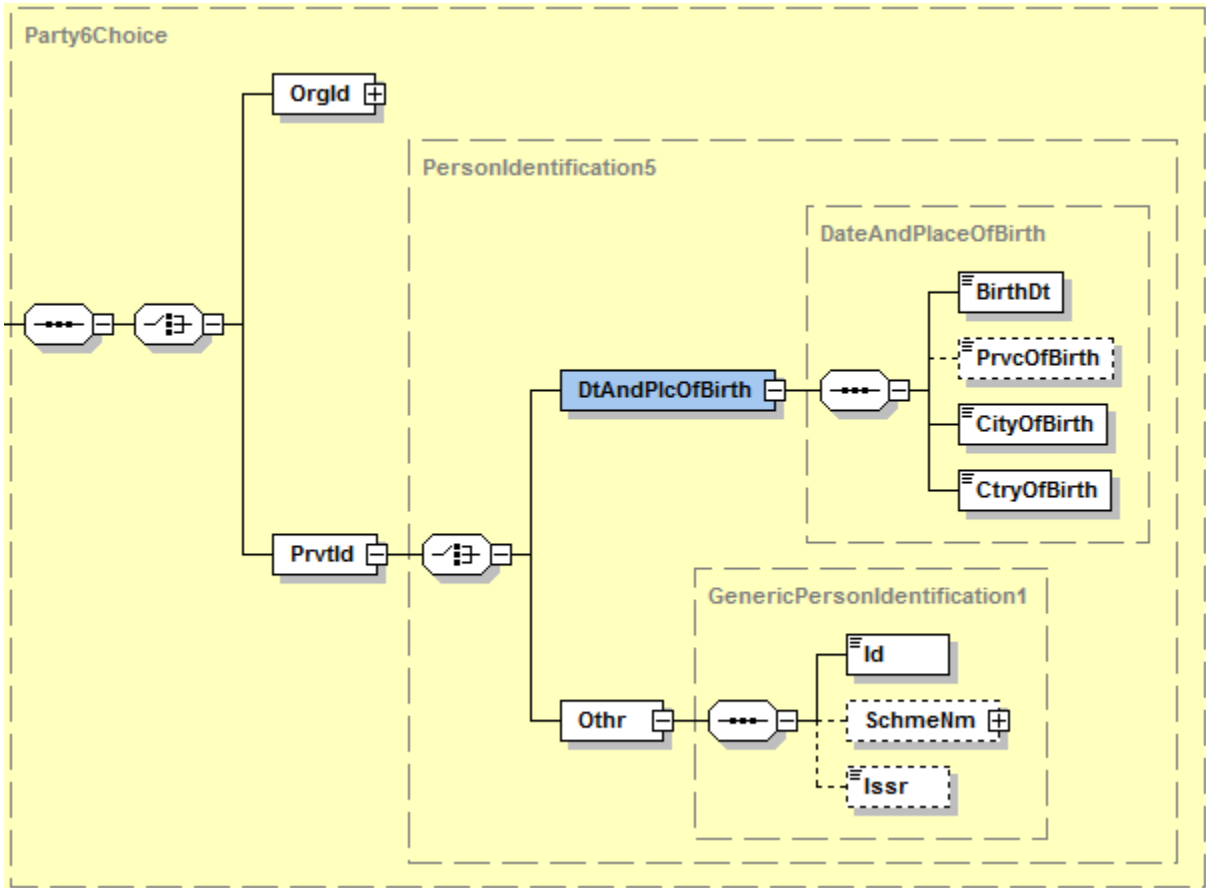 Party6Choice
OrgId
PersonIdentification5
DateAndPlaceOfBirth
BirthDt
PrvcOfBirth
DtAndPlcOfBirth
CityOfBirth
CtryOfBirth
PrvtId
GenericPersonIdentification1
Id
Othr
SchmeNm
Issr